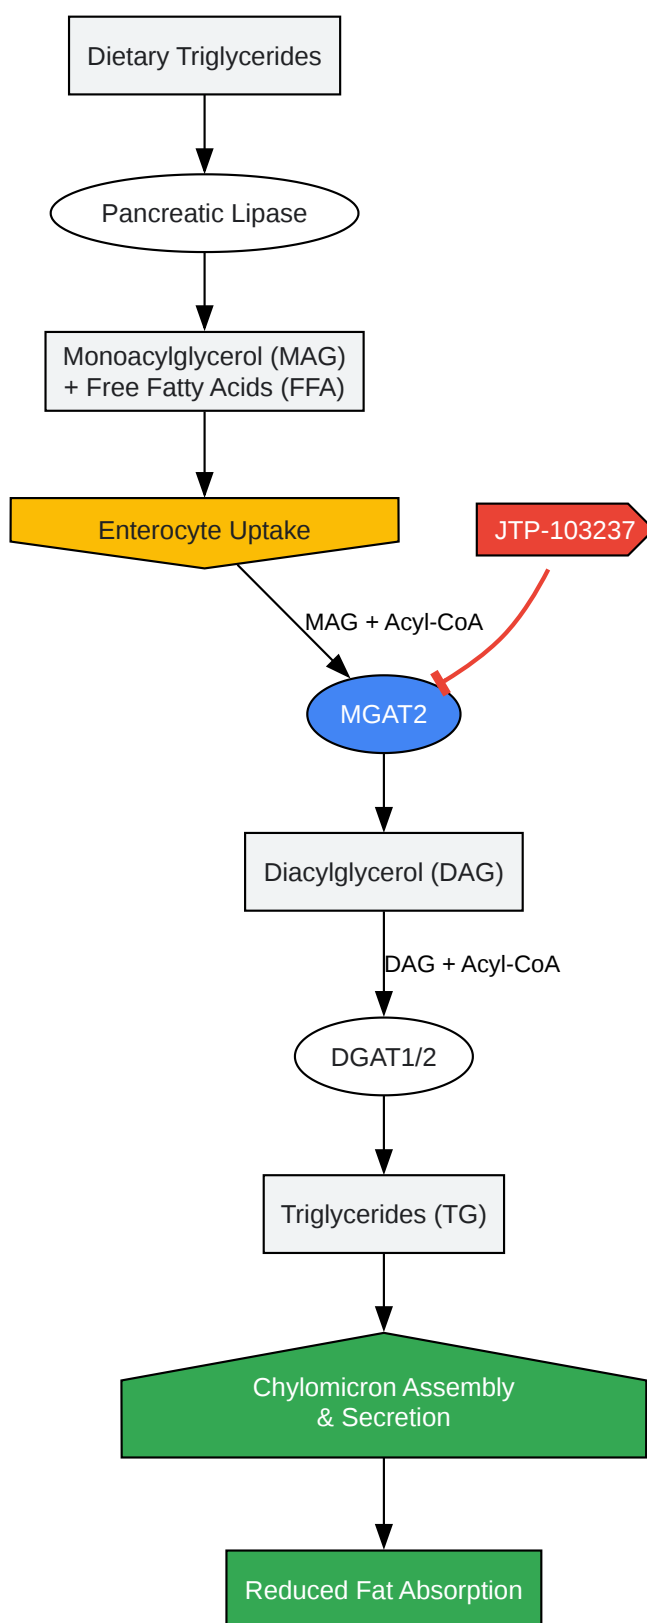 Dietary Triglycerides
Pancreatic Lipase
Monoacylglycerol (MAG)
+ Free Fatty Acids (FFA)
Enterocyte Uptake
JTP-103237
MAG + Acyl-CoA
MGAT2
Diacylglycerol (DAG)
DAG + Acyl-CoA
DGAT1/2
Triglycerides (TG)
Chylomicron Assembly
& Secretion
Reduced Fat Absorption